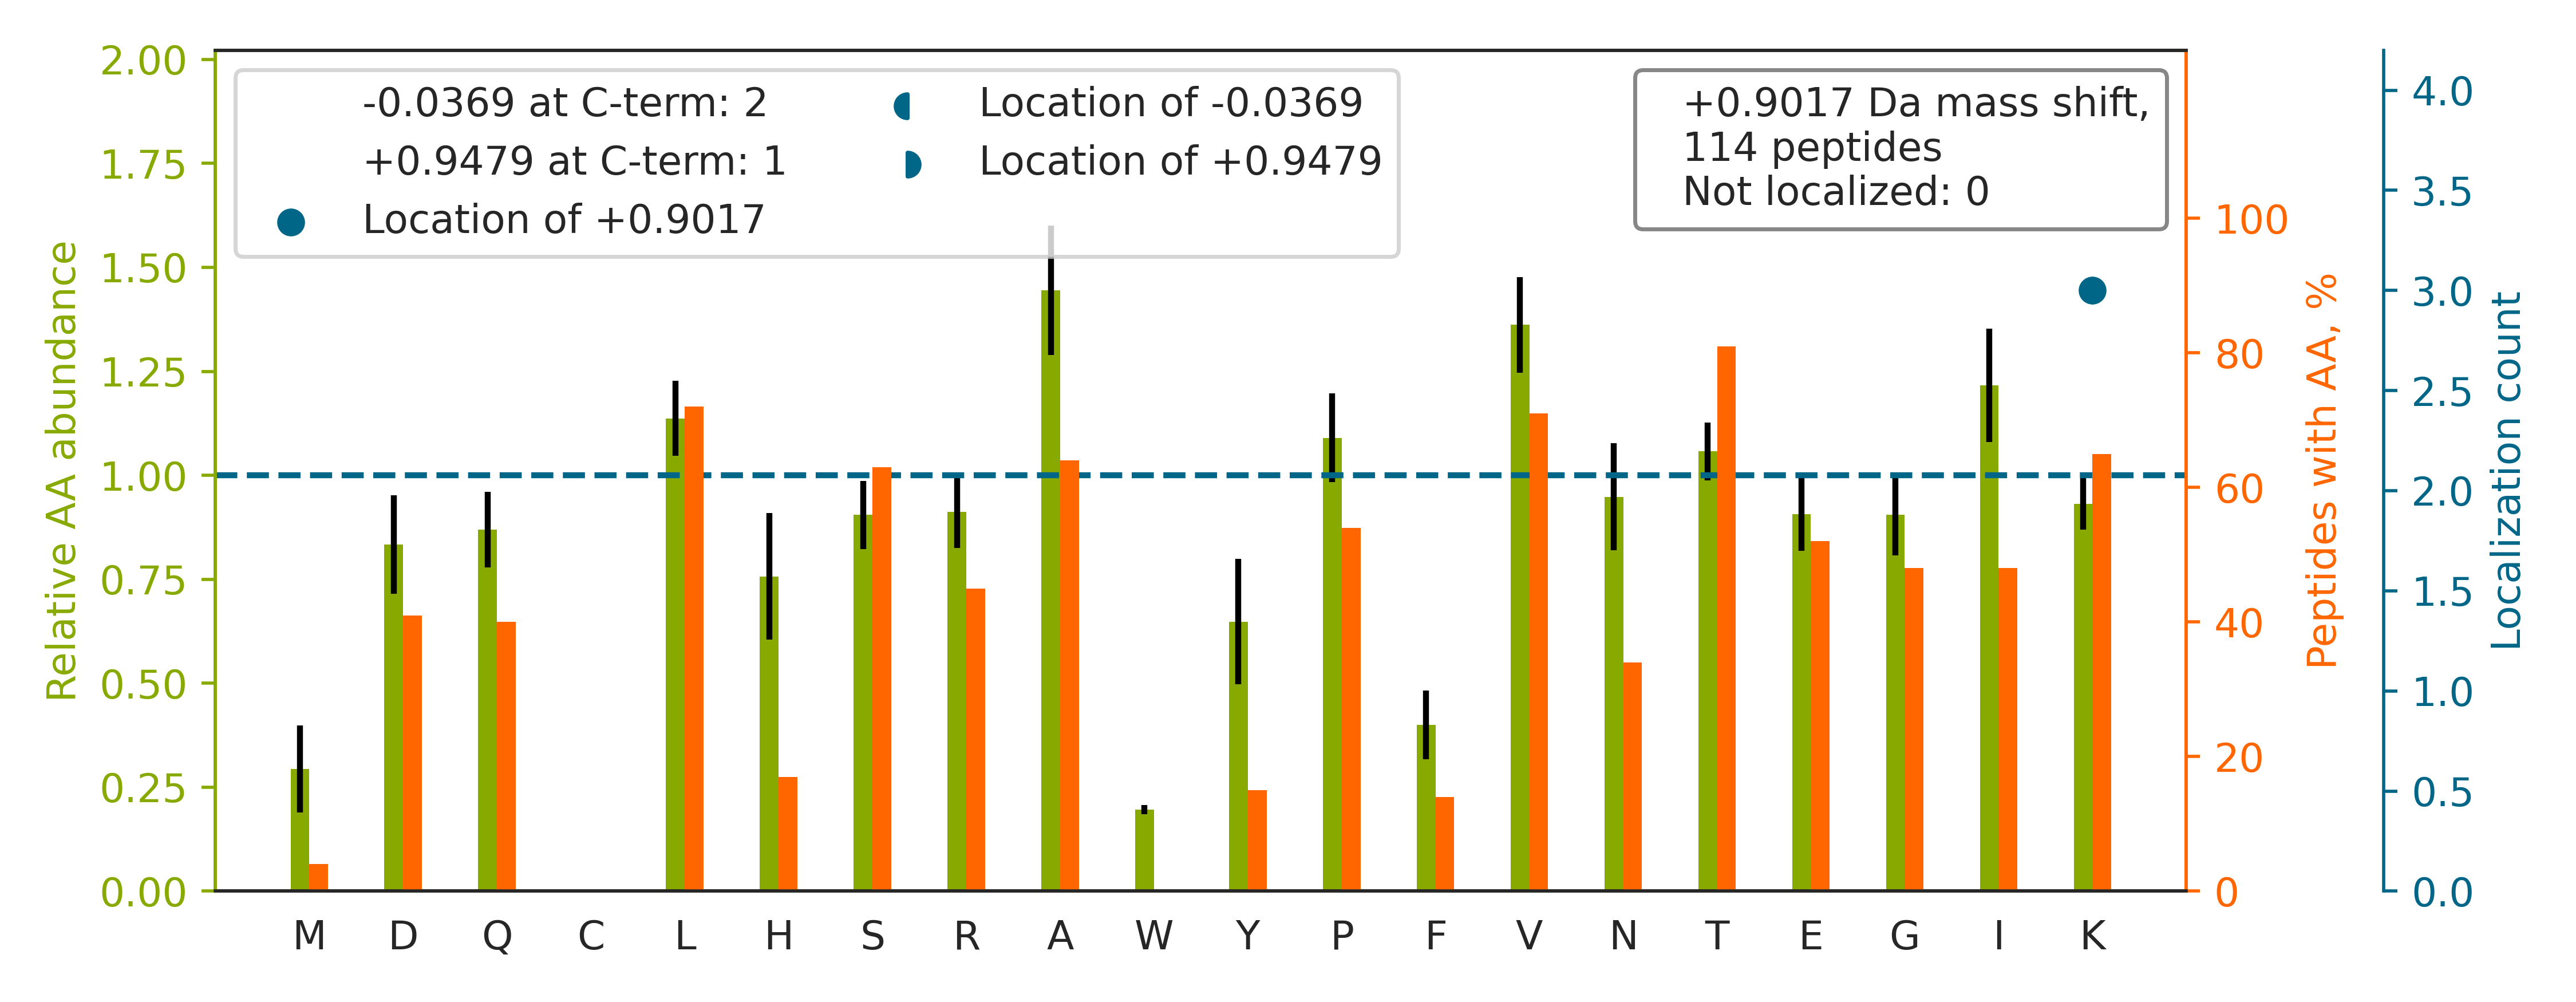 -0.0369 at C-term: 2
+0.9479 at C-term: 1
Location of +0.9017
Location of -0.0369
Location of +0.9479
+0.9017 Da mass shift,
114 peptides
Not localized: 0
Relative AA abundance
2.00
1.75
1.50
1.25
1.00
0.75
0.50
0.25
0.00
M D Q C L H S R A W Y P F V N T E G I K
100
80
60
40
20
0
Peptides with AA, %
4.0
3.5
3.0
2.5
2.0
1.5
1.0
0.5
0.0
Localization count